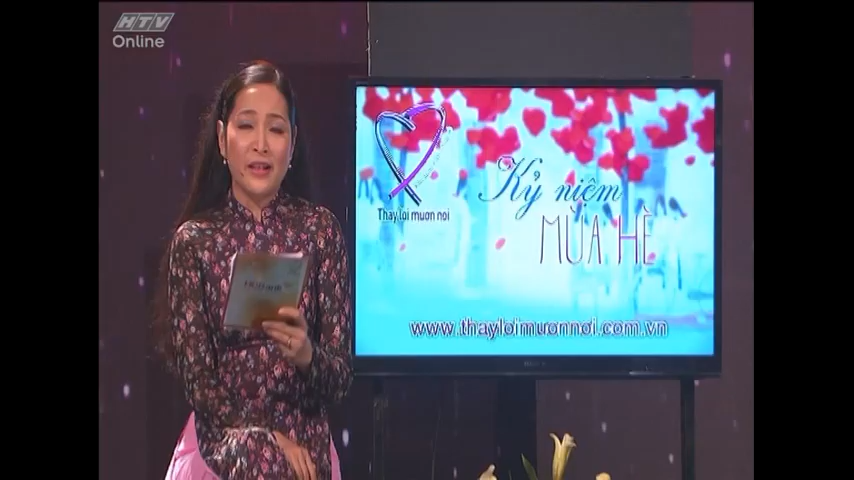 HTV
Online
Thay lời muốn nói
Kỷ niệm
MÙA HÈ
www.thayloimuonnoi.com.vn